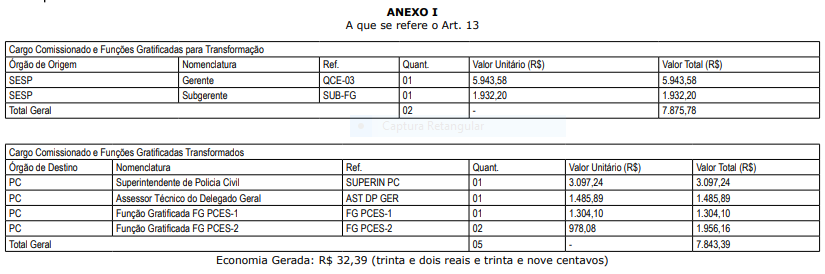 ANEXO I
A que se refere o Art. 13
Cargo Comissionado e Funções Gratificadas para Transformação
Órgão de Origem Nomenclatura Ref. Quant. Valor Unitário (R$) Valor Total (R$)
SESP Gerente QCE-03 01 5.943,58 5.943,58
SESP Subgerente SUB-FG 01 1.932,20 1.932,20
Total Geral 02 - 7.875,78
Captura Retangular
Cargo Comissionado e Funções Gratificadas Transformados
Órgão de Destino Nomenclatura Ref. Quant. Valor Unitário (R$) Valor Total (R$)
PC Superintendente de Policia Civil SUPERIN PC 01 3.097,24 3.097,24
PC Assessor Técnico do Delegado Geral AST DP GER 01 1.485,89 1.485,89
PC Função Gratificada FG PCES-1 FG PCES-1 01 1.304,10 1.304,10
PC Função Gratificada FG PCES-2 FG PCES-2 02 978,08 1.956,16
Total Geral 05 - 7.843,39
Economia Gerada: R$ 32,39 (trinta e dois reais e trinta e nove centavos)